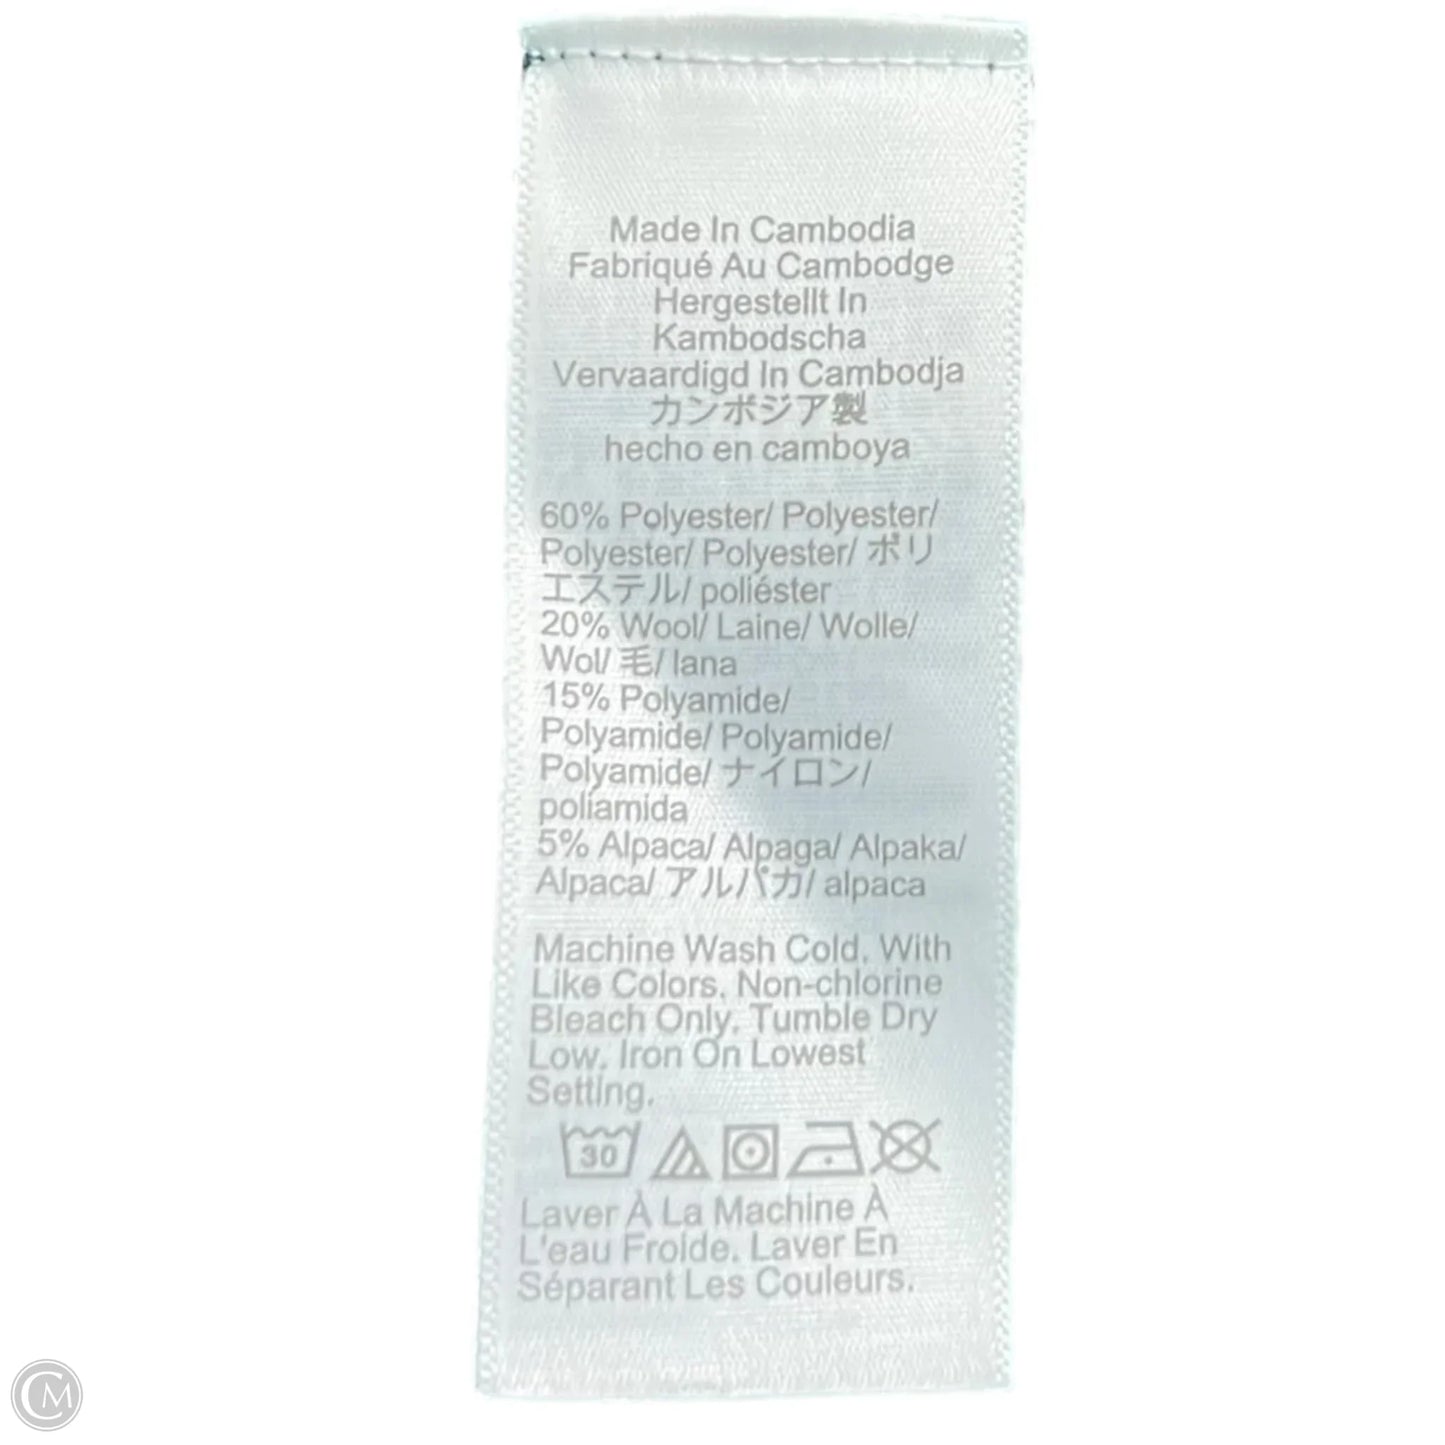 Made In Cambodia
Fabriqué Au Cambodge
Hergestellt In
Kambodscha
Vervaardigd In Cambodja
カンボジア製
hecho en camboya
60% Polyester/ Polyester/
Polyester/ Polyester/ ポリ
エステル/ poliéster
20% Wool/ Laine/ Wolle/
Wol/ 毛/ lana
15% Polyamide/
Polyamide/ Polyamide/
Polyamide/ ナイロン/
poliamida
5% Alpaca/ Alpaga/ Alpaka/
Alpaca/ アルパカ/ alpaca
Machine Wash Cold. With
Like Colors. Non-chlorine
Bleach Only. Tumble Dry
Low. Iron On Lowest
Setting.
30
Laver À La Machine À
L'eau Froide. Laver En
Séparant Les Couleurs.
CM